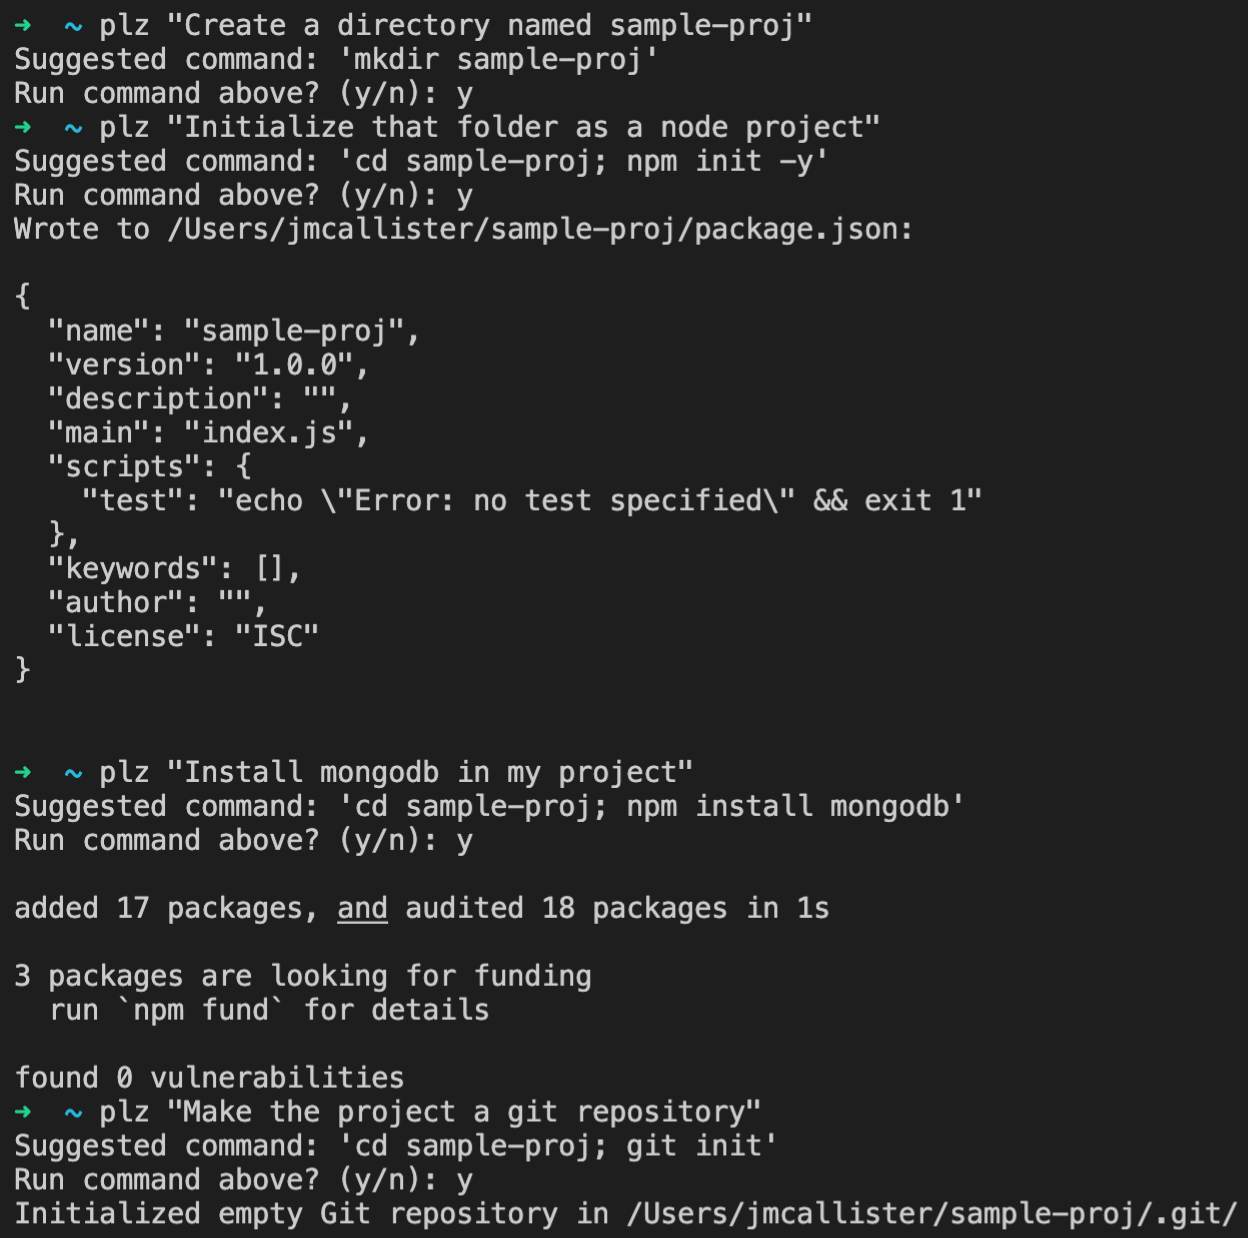 ➜  ~ plz "Create a directory named sample-proj"
Suggested command: 'mkdir sample-proj'
Run command above? (y/n): y
➜  ~ plz "Initialize that folder as a node project"
Suggested command: 'cd sample-proj; npm init -y'
Run command above? (y/n): y
Wrote to /Users/jmcallister/sample-proj/package.json:

{
  "name": "sample-proj",
  "version": "1.0.0",
  "description": "",
  "main": "index.js",
  "scripts": {
    "test": "echo \"Error: no test specified\" && exit 1"
  },
  "keywords": [],
  "author": "",
  "license": "ISC"
}

➜  ~ plz "Install mongodb in my project"
Suggested command: 'cd sample-proj; npm install mongodb'
Run command above? (y/n): y

added 17 packages, and audited 18 packages in 1s

3 packages are looking for funding
  run `npm fund` for details

found 0 vulnerabilities
➜  ~ plz "Make the project a git repository"
Suggested command: 'cd sample-proj; git init'
Run command above? (y/n): y
Initialized empty Git repository in /Users/jmcallister/sample-proj/.git/